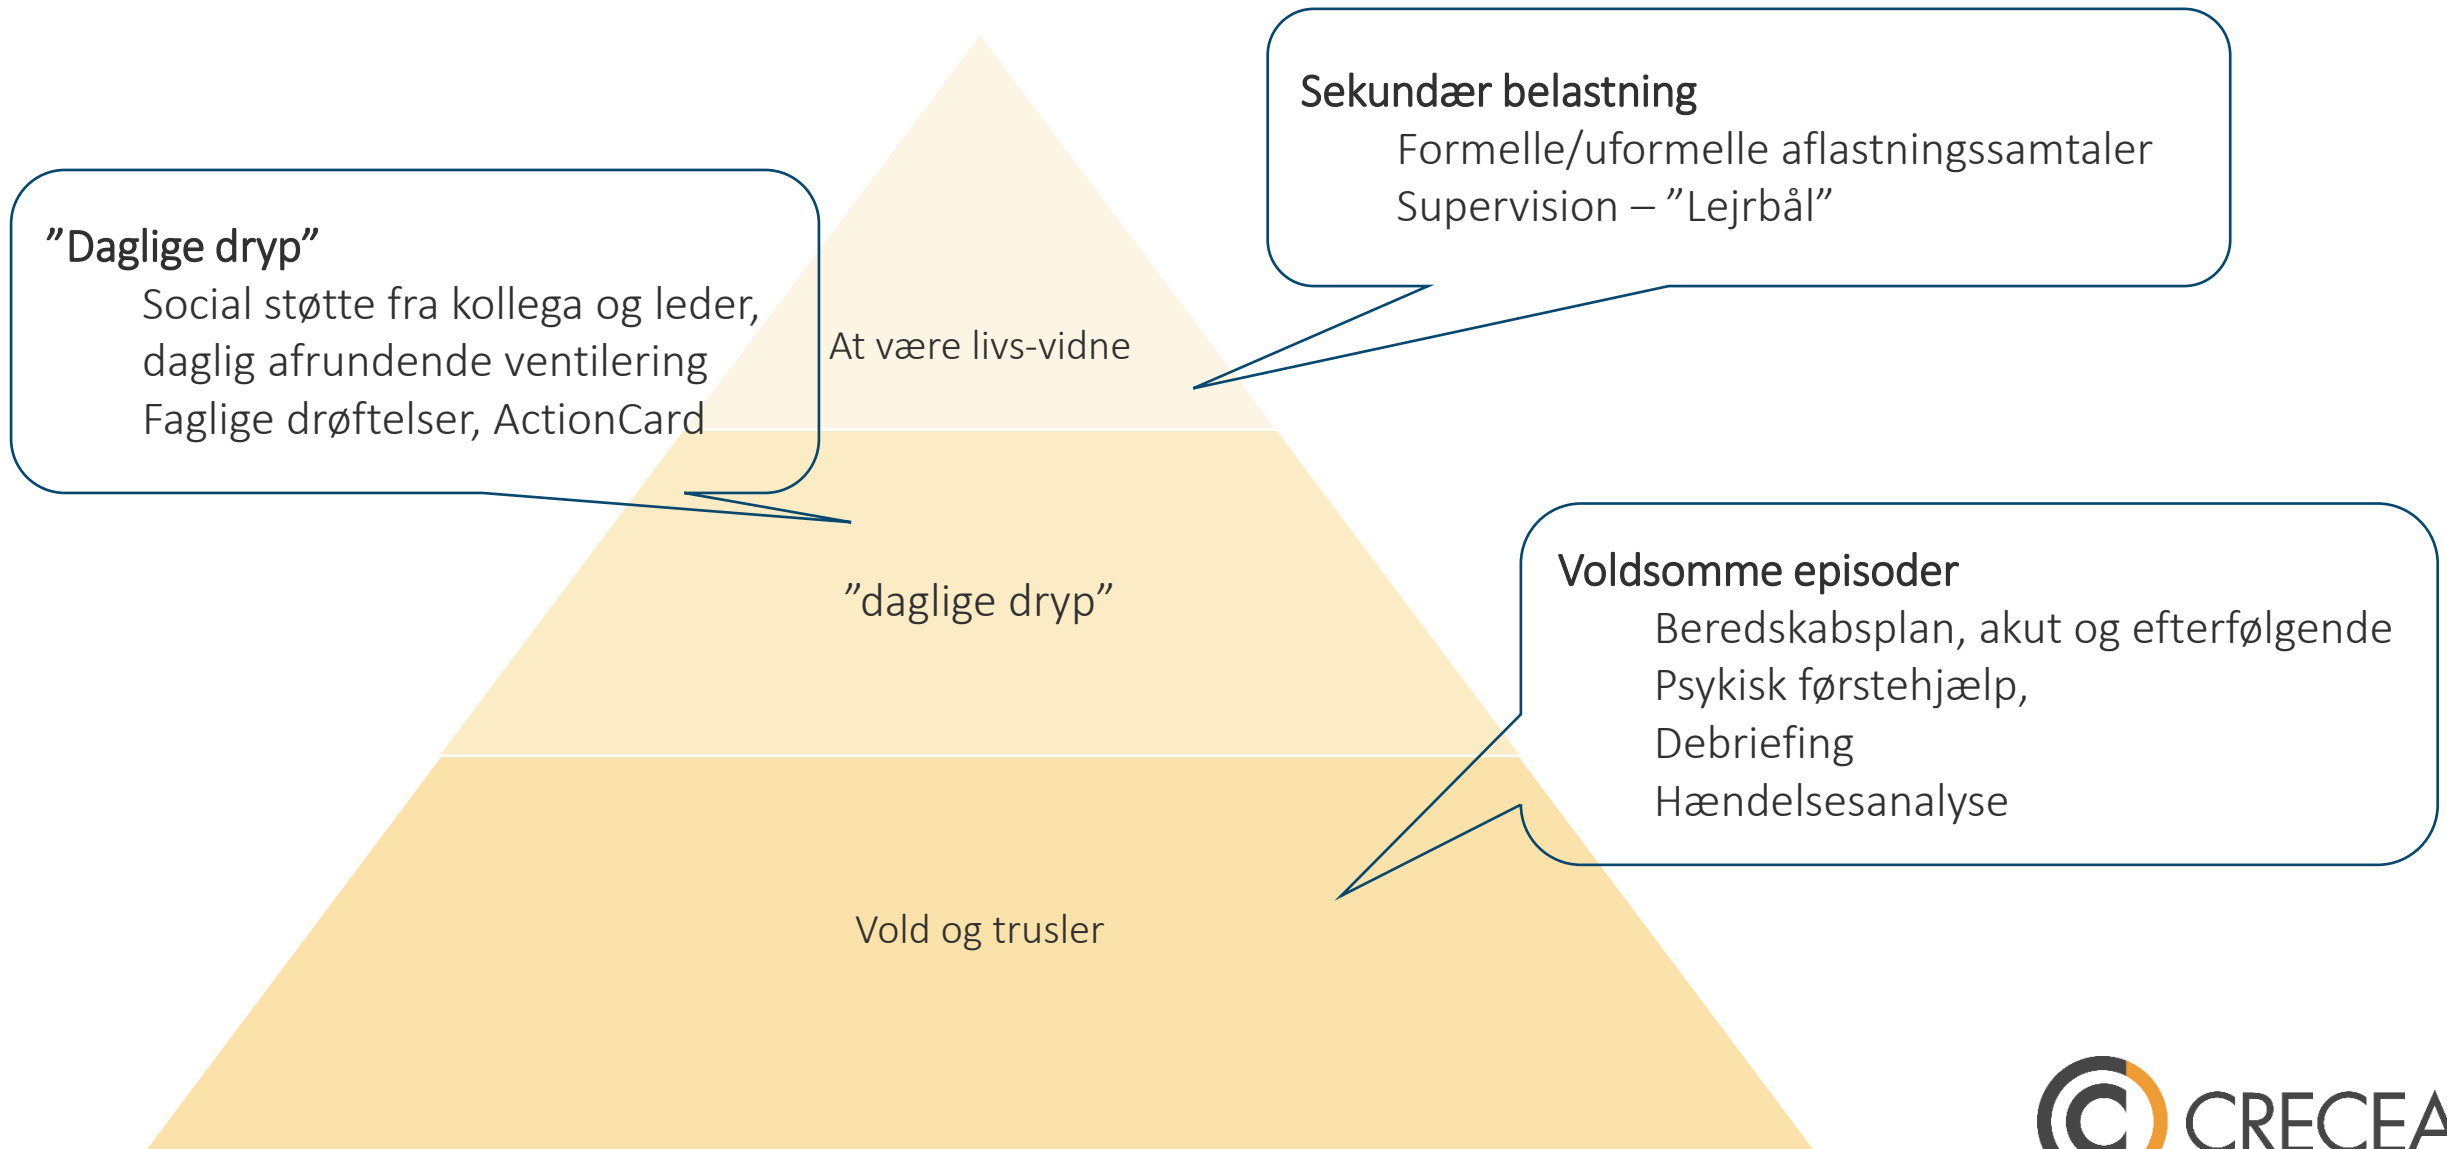 Sekundær belastning
Formelle/uformelle aflastningssamtaler
Supervision – ”Lejrbål”
”Daglige dryp”
Social støtte fra kollega og leder,
daglig afrundende ventilering
Faglige drøftelser, ActionCard
At være livs-vidne
”daglige dryp”
Voldsomme episoder
Beredskabsplan, akut og efterfølgende
Psykisk førstehjælp,
Debriefing
Hændelsesanalyse
Vold og trusler
CRECEA